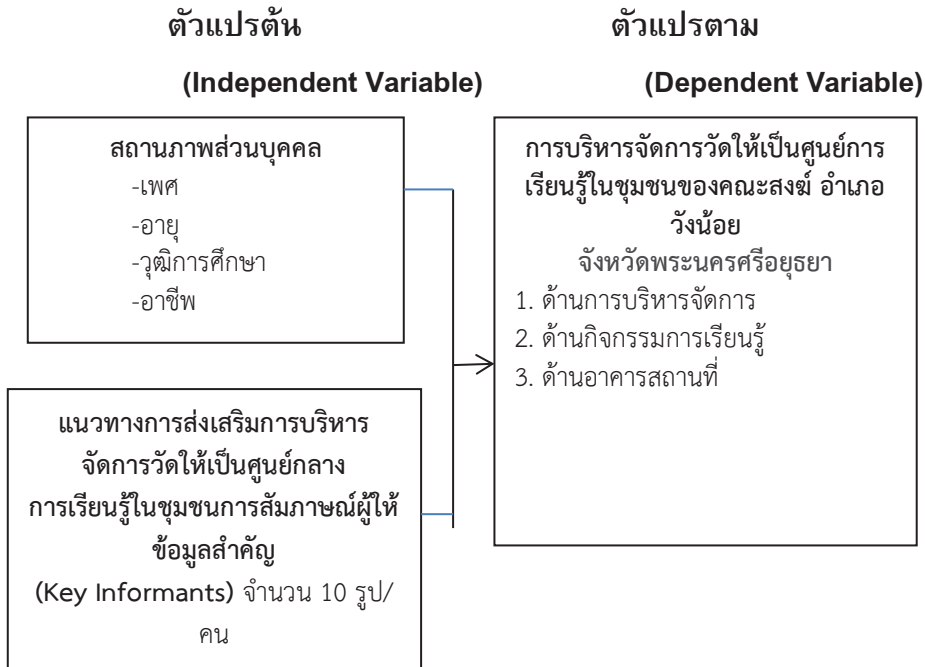 ตัวแปรต้น
(Independent Variable)
สถานภาพส่วนบุคคล
-เพศ
-อายุ
-วุฒิการศึกษา
-อาชีพ
แนวทางการส่งเสริมการบริหาร
จัดการวัดให้เป็นศูนย์กลาง
การเรียนรู้ในชุมชนการสัมภาษณ์ผู้ให้
ข้อมูลสำคัญ
(Key Informants) จำนวน 10 รูป/
คน
ตัวแปรตาม
(Dependent Variable)
การบริหารจัดการวัดให้เป็นศูนย์การ
เรียนรู้ในชุมชนของคณะสงฆ์ อำเภอ
วังน้อย
จังหวัดพระนครศรีอยุธยา
1. ด้านการบริหารจัดการ
2. ด้านกิจกรรมการเรียนรู้
3. ด้านอาคารสถานที่